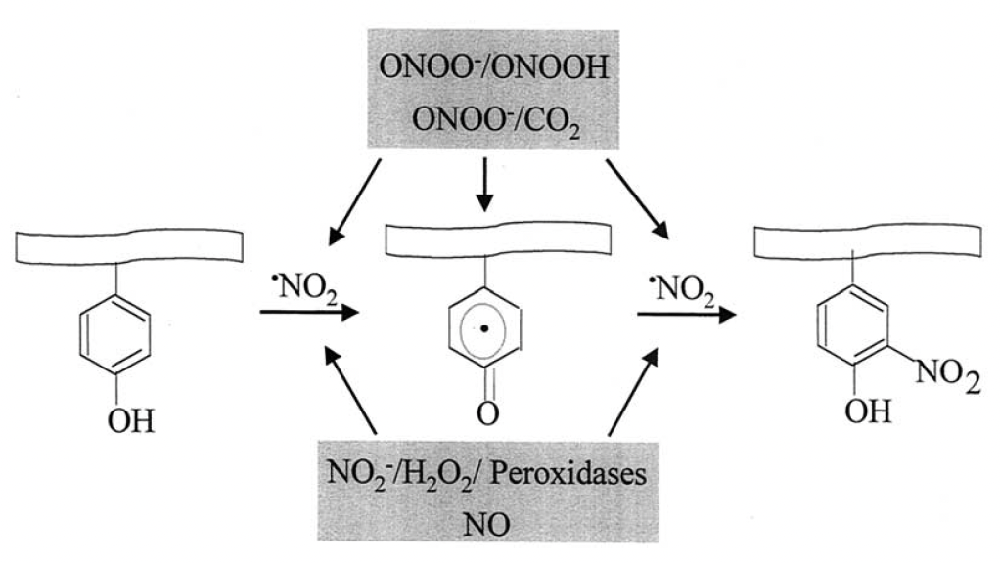 ONOO⁻/ONOOH
ONOO⁻/CO₂
•NO₂
•NO₂
OH
O
NO₂
OH
NO₂⁻/H₂O₂/ Peroxidases
NO